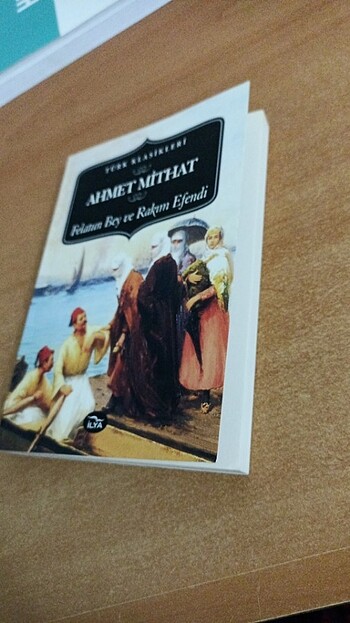 TÜRK KLASİKLERİ
AHMET MİTHAT
Felatun Bey ve Rakım Efendi
İLYA